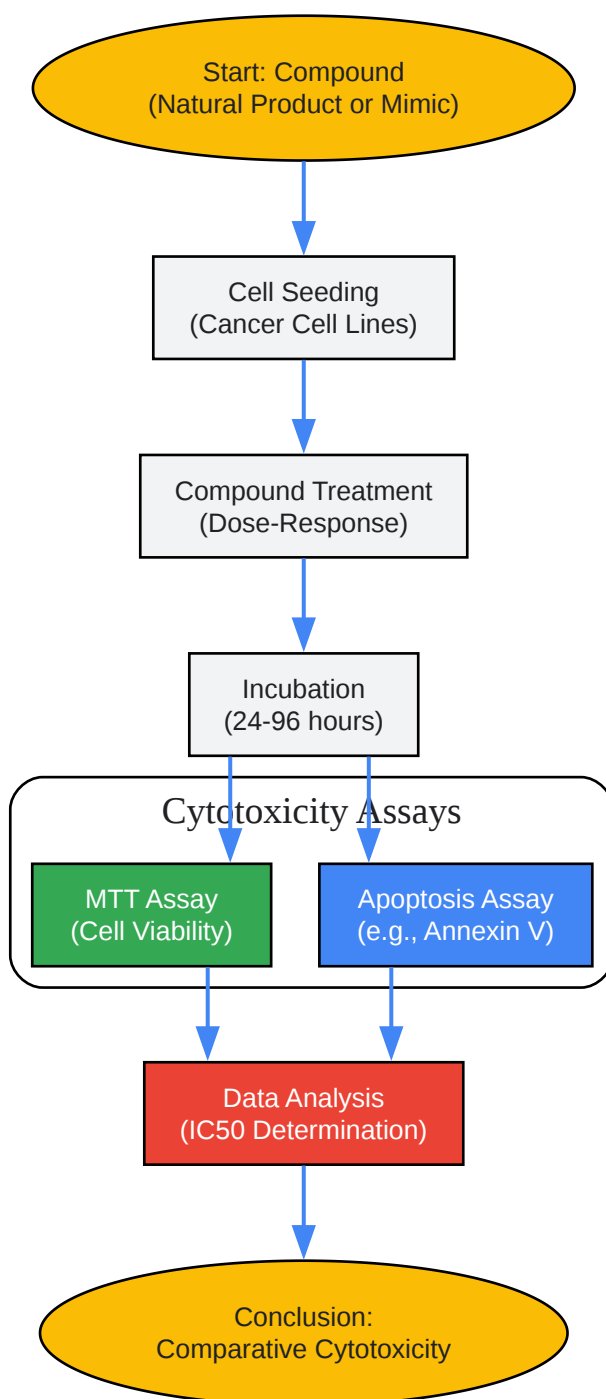 Start: Compound
(Natural Product or Mimic)
Cell Seeding
(Cancer Cell Lines)
Compound Treatment
(Dose-Response)
Incubation
(24-96 hours)
Cytotoxicity Assays
MTT Assay
(Cell Viability)
Apoptosis Assay
(e.g., Annexin V)
Data Analysis
(IC50 Determination)
Conclusion:
Comparative Cytotoxicity